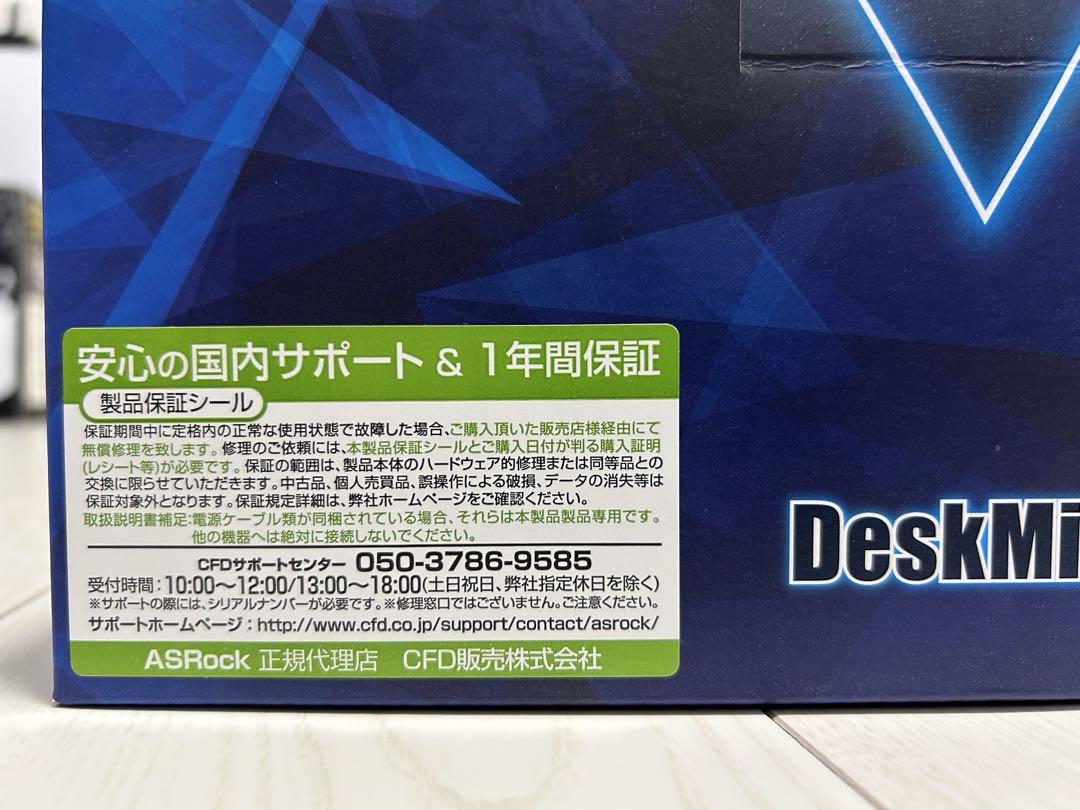 安心の国内サポート & 1年間保証
製品保証シール
保証期間中に定格内の正常な使用状態で故障した場合、ご購入頂いた販売店様経由にて
無償修理を致します。修理のご依頼には、本製品保証シールとご購入日付が判る購入証明
(レシート等)が必要です。保証の範囲は、製品本体のハードウェア的修理または同等品との
交換に限らせていただきます。中古品、個人売買品、誤操作による破損、データの消失等は
保証対象外となります。保証規定詳細は、弊社ホームページをご確認ください。
取扱説明書補足:電源ケーブル類が同梱されている場合、それらは本製品製品専用です。
他の機器へは絶対に接続しないでください。
CFDサポートセンター 050-3786-9585
受付時間:10:00〜12:00/13:00〜18:00(土日祝日、弊社指定休日を除く)
※サポートの際には、シリアルナンバーが必要です。※修理窓口ではございません。ご注意ください。
サポートホームページ:http://www.cfd.co.jp/support/contact/asrock/
ASRock 正規代理店 CFD販売株式会社
DeskMi